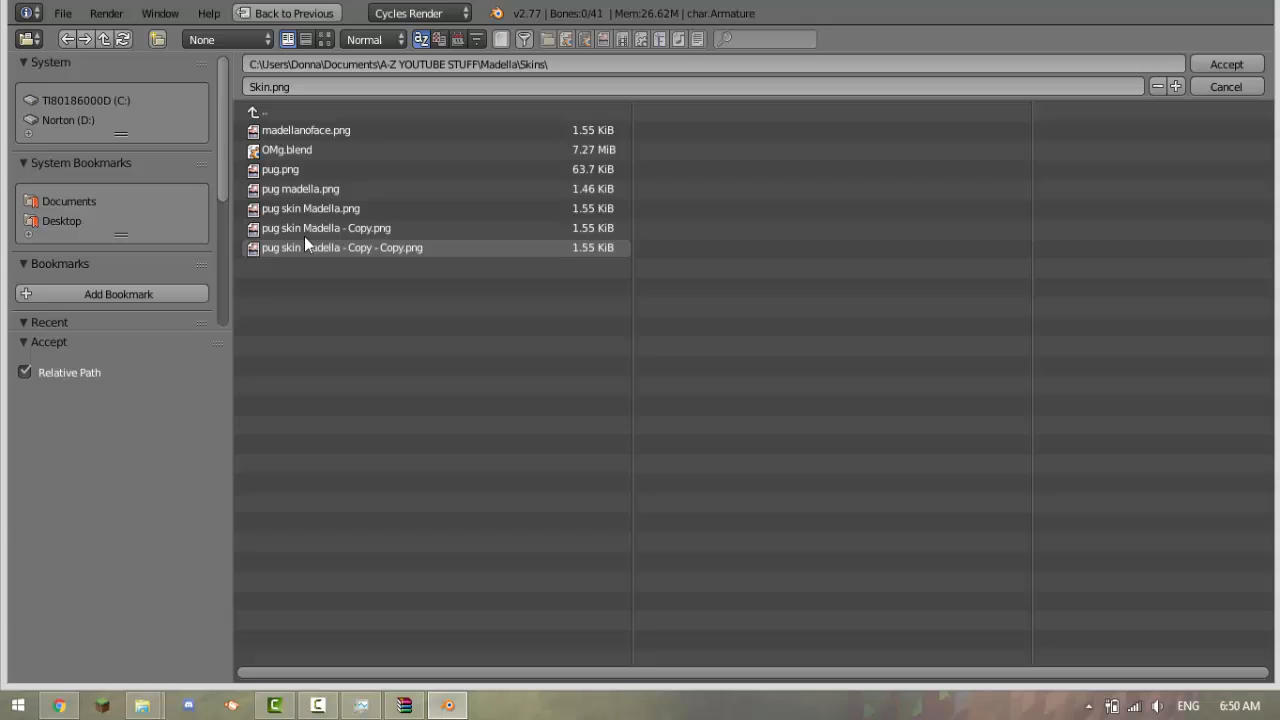 File Render Window Help Back to Previous Cycles Render v2.77 | Bones:0/41 | Mem:26.62M | char.Armature
None Normal
System
C:\Users\Donna\Documents\A-Z YOUTUBE STUFF\Madella\Skins\ Accept
Skin.png Cancel
TI80186000D (C:)
Norton (D:)
System Bookmarks
Documents
Desktop
Bookmarks
Add Bookmark
Recent
Accept
Relative Path
..
madellanoface.png 1.55 KiB
OMg.blend 7.27 MiB
pug.png 63.7 KiB
pug madella.png 1.46 KiB
pug skin Madella.png 1.55 KiB
pug skin Madella - Copy.png 1.55 KiB
pug skin Madella - Copy - Copy.png 1.55 KiB
ENG 6:50 AM